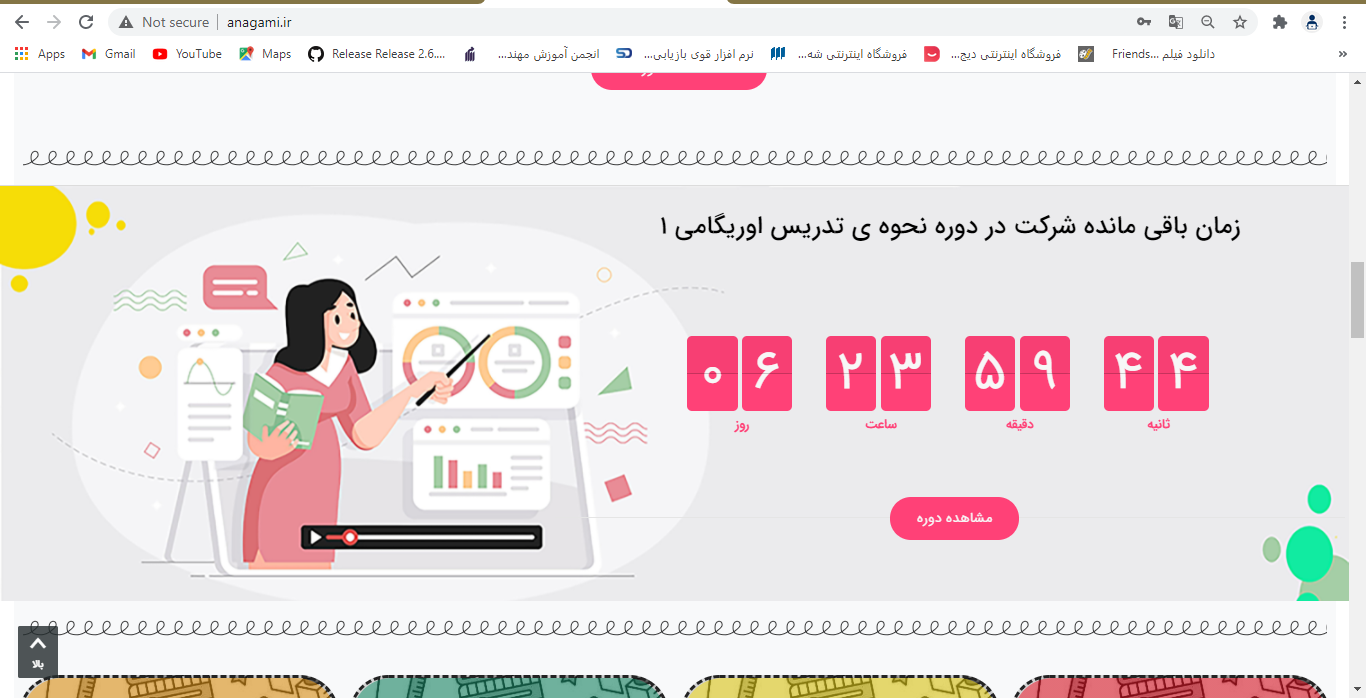 Not secure | anagami.ir
Apps Gmail YouTube Maps Release Release 2.6.... انجمن آموزش مهند... نرم افزار قوی بازیابی... فروشگاه اینترنتی شه... فروشگاه اینترنتی دیج... دانلود فیلم Friends... »
زمان باقی مانده شرکت در دوره نحوه ی تدریس اوریگامی ۱
۰۶ ۲۳ ۵۹ ۴۴
روز ساعت دقیقه ثانیه
مشاهده دوره
بالا